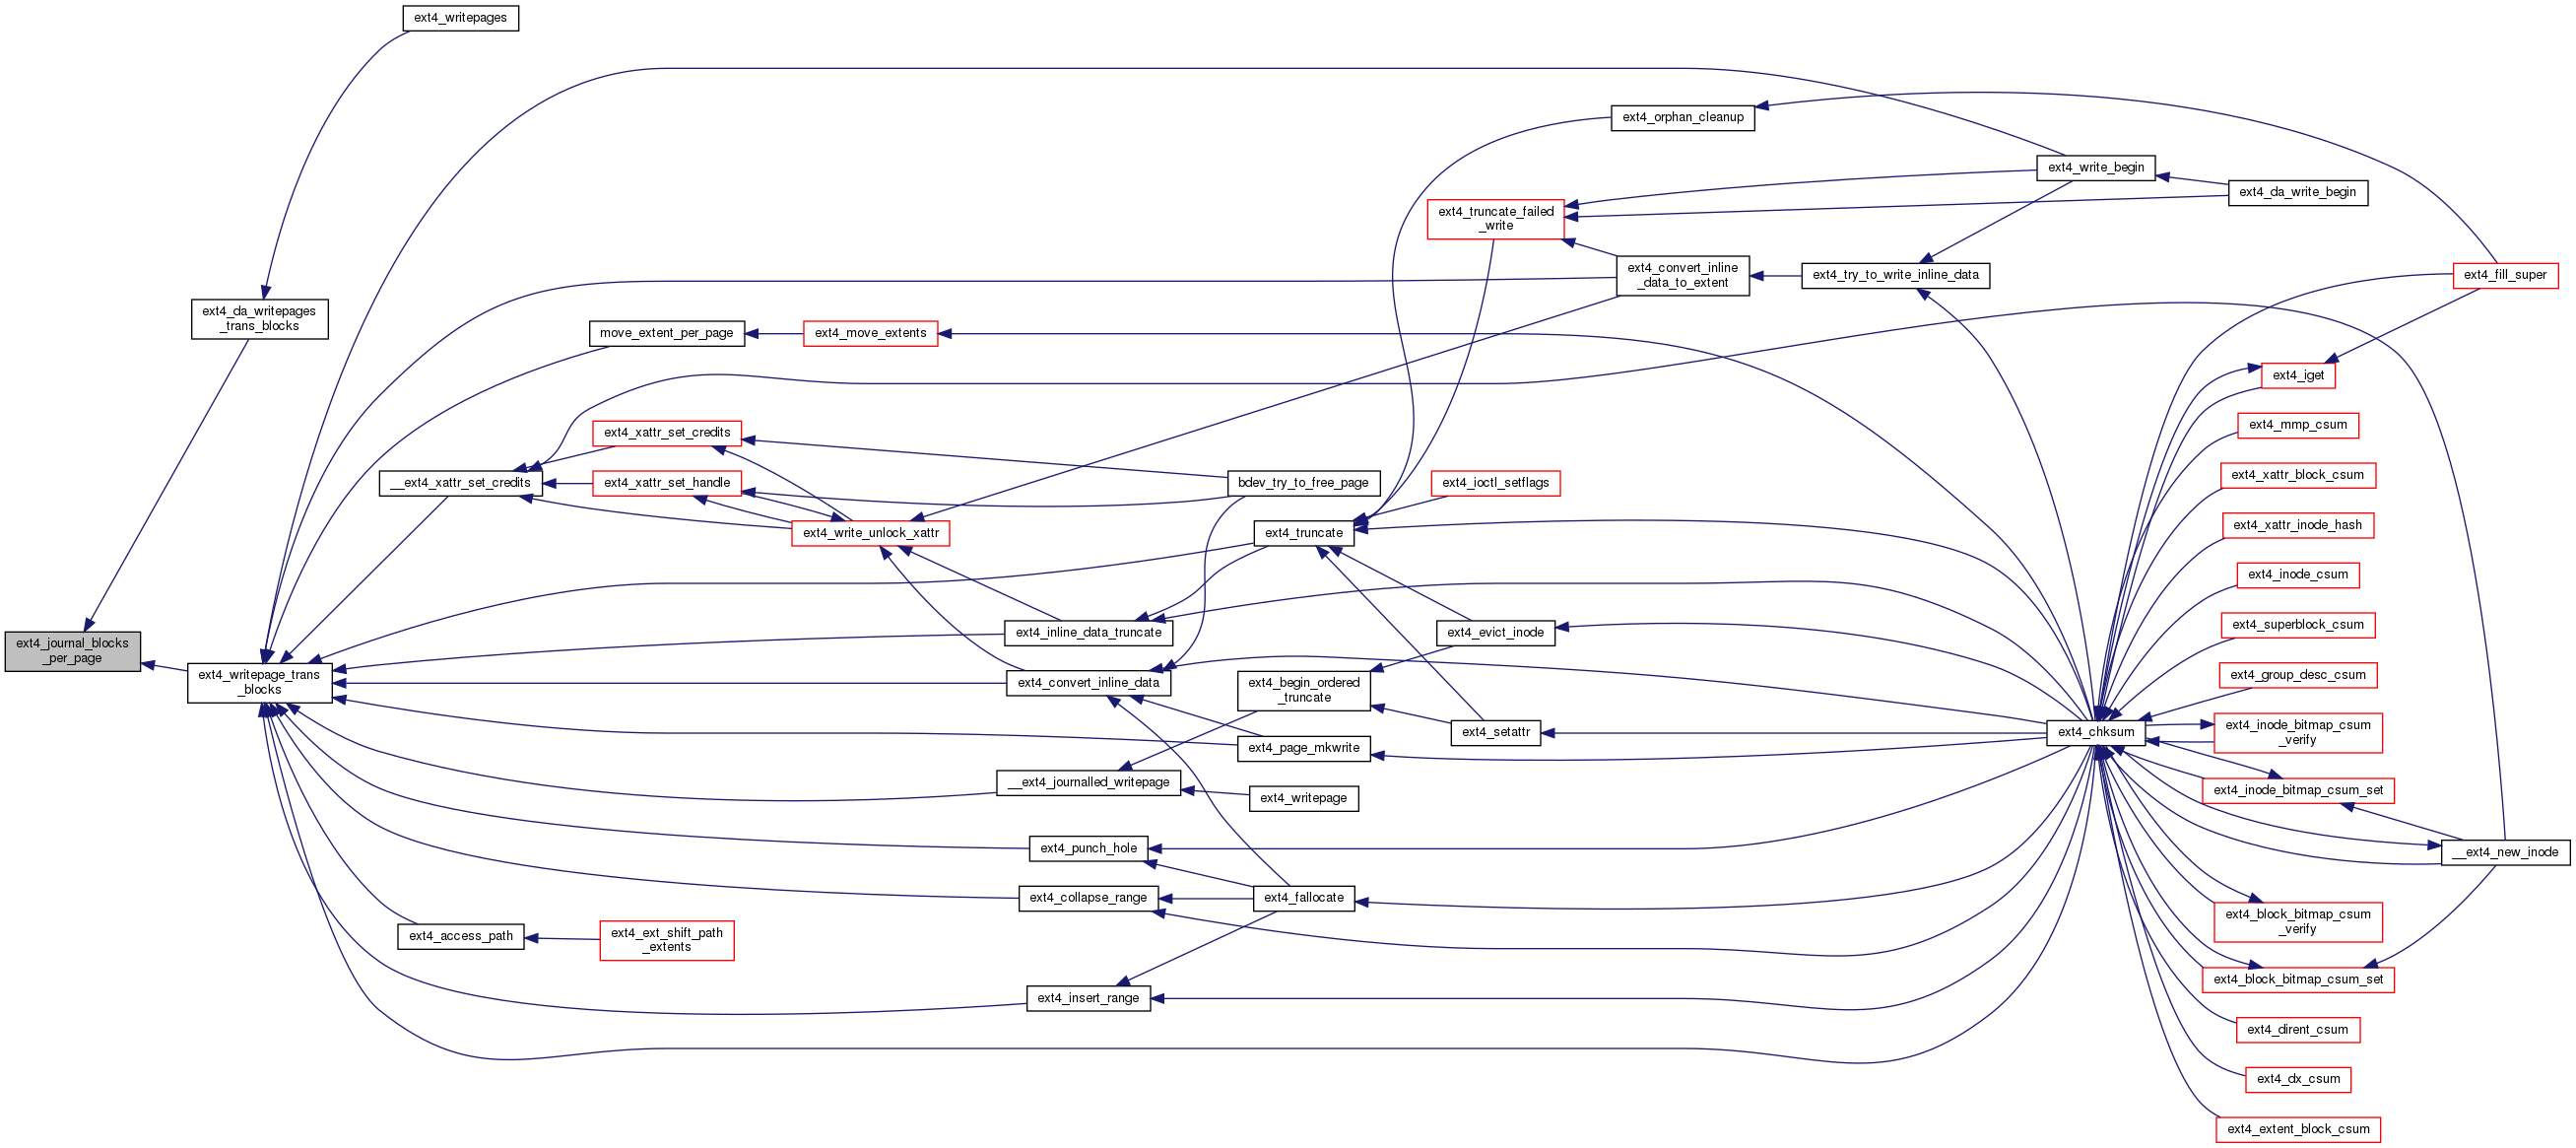 ext4_writepages
ext4_orphan_cleanup
ext4_write_begin
ext4_da_write_begin
ext4_truncate_failed
_write
ext4_convert_inline
_data_to_extent
ext4_try_to_write_inline_data
ext4_fill_super
ext4_da_writepages
_trans_blocks
move_extent_per_page
ext4_move_extents
ext4_iget
ext4_mmp_csum
ext4_xattr_set_credits
__ext4_xattr_set_credits
ext4_xattr_set_handle
bdev_try_to_free_page
ext4_ioctl_setflags
ext4_xattr_block_csum
ext4_write_unlock_xattr
ext4_truncate
ext4_xattr_inode_hash
ext4_inode_csum
ext4_journal_blocks
_per_page
ext4_inline_data_truncate
ext4_evict_inode
ext4_superblock_csum
ext4_writepage_trans
_blocks
ext4_convert_inline_data
ext4_begin_ordered
_truncate
ext4_group_desc_csum
ext4_page_mkwrite
ext4_setattr
ext4_chksum
ext4_inode_bitmap_csum
_verify
__ext4_journalled_writepage
ext4_writepage
ext4_inode_bitmap_csum_set
ext4_punch_hole
__ext4_new_inode
ext4_collapse_range
ext4_fallocate
ext4_block_bitmap_csum
_verify
ext4_access_path
ext4_ext_shift_path
_extents
ext4_block_bitmap_csum_set
ext4_insert_range
ext4_dirent_csum
ext4_dx_csum
ext4_extent_block_csum